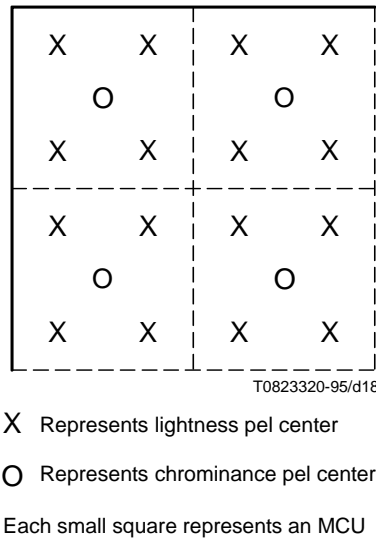 X X X X
O O
X X X X
X X X X
O O
X X X X
T0823320-95/d18
X Represents lightness pel center
O Represents chrominance pel center
Each small square represents an MCU